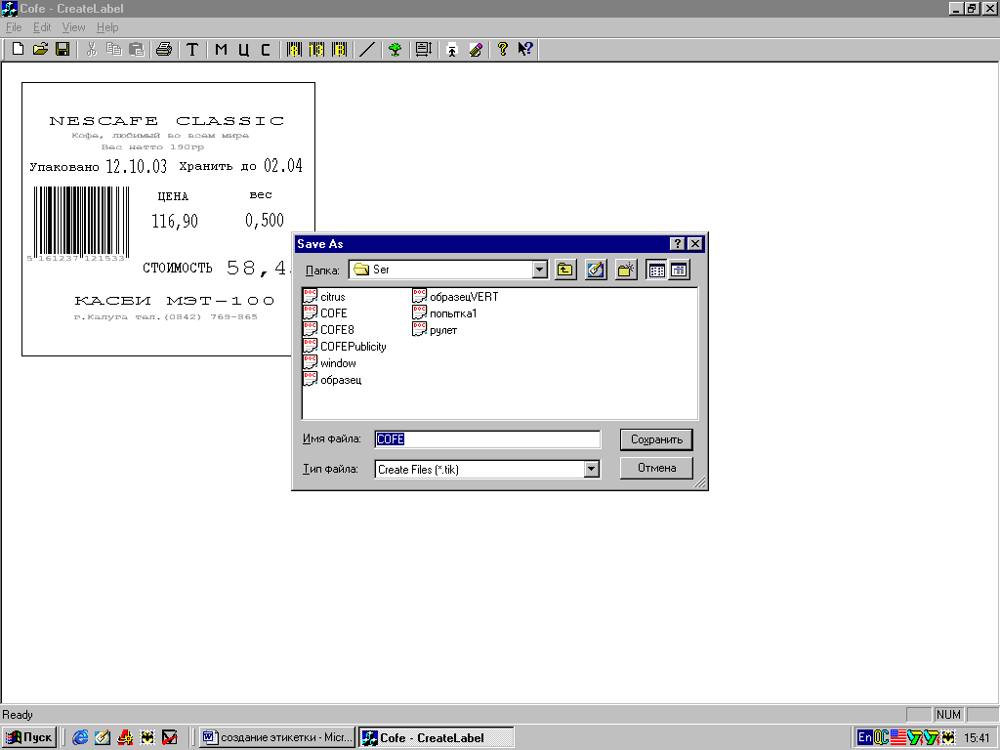 Cofe - CreateLabel
File Edit View Help
T М Ц С
NESCAFE CLASSIC
Кофе, любимый во всем мире
Вес нетто 190гр
Упаковано 12.10.03 Хранить до 02.04
ЦЕНА вес
116,90 0,500
5 161237 121533
СТОИМОСТЬ 58,4
КАСБИ МЭТ-100
г.Калуга тел.(0842) 769-865
Save As
Папка: Ser
citrus
COFE
COFE8
COFEPublicity
window
образец
образецVERT
попытка1
рулет
Имя файла: COFE Сохранить
Тип файла: Create Files (*.tik) Отмена
Ready NUM
Пуск создание этикетки - Micr... Cofe - CreateLabel En 15:41